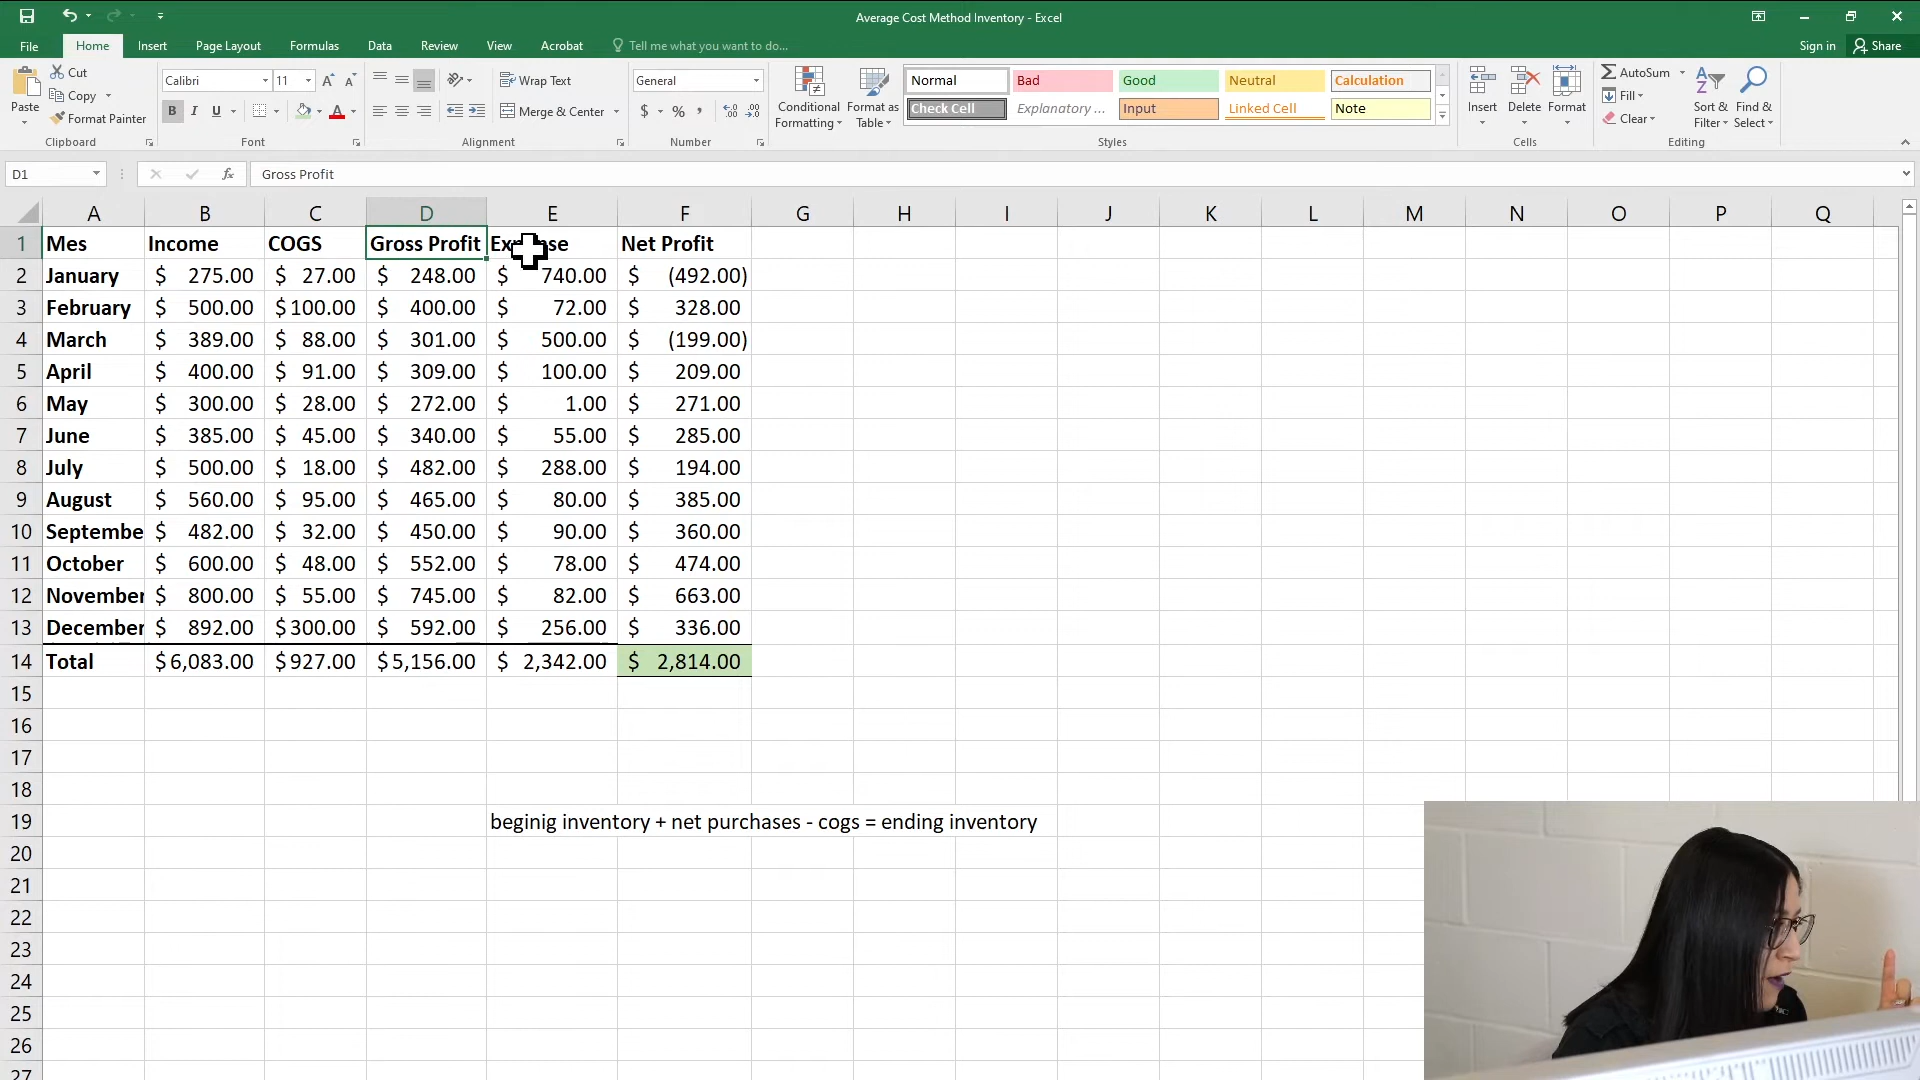 Average Cost Method Inventory - Excel
File Home Insert Page Layout Formulas Data Review View Acrobat Tell me what you want to do... Sign in Share
Paste Cut Copy Format Painter Clipboard
Calibri 11 A A B I U A Font
Wrap Text Merge & Center Alignment
General $ % , Number
Conditional Formatting Format as Table
Normal Bad Good Neutral Calculation
Check Cell Explanatory ... Input Linked Cell Note
Styles
Insert Delete Format Cells
AutoSum Fill Clear Sort & Filter Find & Select Editing
D1 fx Gross Profit
A B C D E F G H I J K L M N O P Q
1 Mes Income COGS Gross Profit Net Profit
2 January $ 275.00 $ 27.00 $ 248.00 $ 740.00 $ (492.00)
3 February $ 500.00 $ 100.00 $ 400.00 $ 72.00 $ 328.00
4 March $ 389.00 $ 88.00 $ 301.00 $ 500.00 $ (199.00)
5 April $ 400.00 $ 91.00 $ 309.00 $ 100.00 $ 209.00
6 May $ 300.00 $ 28.00 $ 272.00 $ 1.00 $ 271.00
7 June $ 385.00 $ 45.00 $ 340.00 $ 55.00 $ 285.00
8 July $ 500.00 $ 18.00 $ 482.00 $ 288.00 $ 194.00
9 August $ 560.00 $ 95.00 $ 465.00 $ 80.00 $ 385.00
10 Septembe $ 482.00 $ 32.00 $ 450.00 $ 90.00 $ 360.00
11 October $ 600.00 $ 48.00 $ 552.00 $ 78.00 $ 474.00
12 November $ 800.00 $ 55.00 $ 745.00 $ 82.00 $ 663.00
13 December $ 892.00 $ 300.00 $ 592.00 $ 256.00 $ 336.00
14 Total $ 6,083.00 $ 927.00 $ 5,156.00 $ 2,342.00 $ 2,814.00
15
16
17
18
19 beginig inventory + net purchases - cogs = ending inventory
20
21
22
23
24
25
26
27